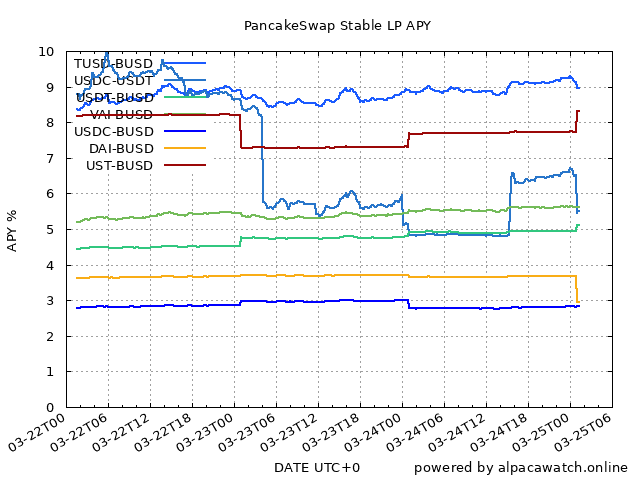 PancakeSwap Stable LP APY
10
9
8
7
6
5
4
3
2
1
0
APY %
TUSD-BUSD
USDC-USDT
USDT-BUSD
VAI-BUSD
USDC-BUSD
DAI-BUSD
UST-BUSD
03-22T00
03-22T06
03-22T12
03-22T18
03-23T00
03-23T06
03-23T12
03-23T18
03-24T00
03-24T06
03-24T12
03-24T18
03-25T00
03-25T06
DATE UTC+0
powered by alpacawatch.online